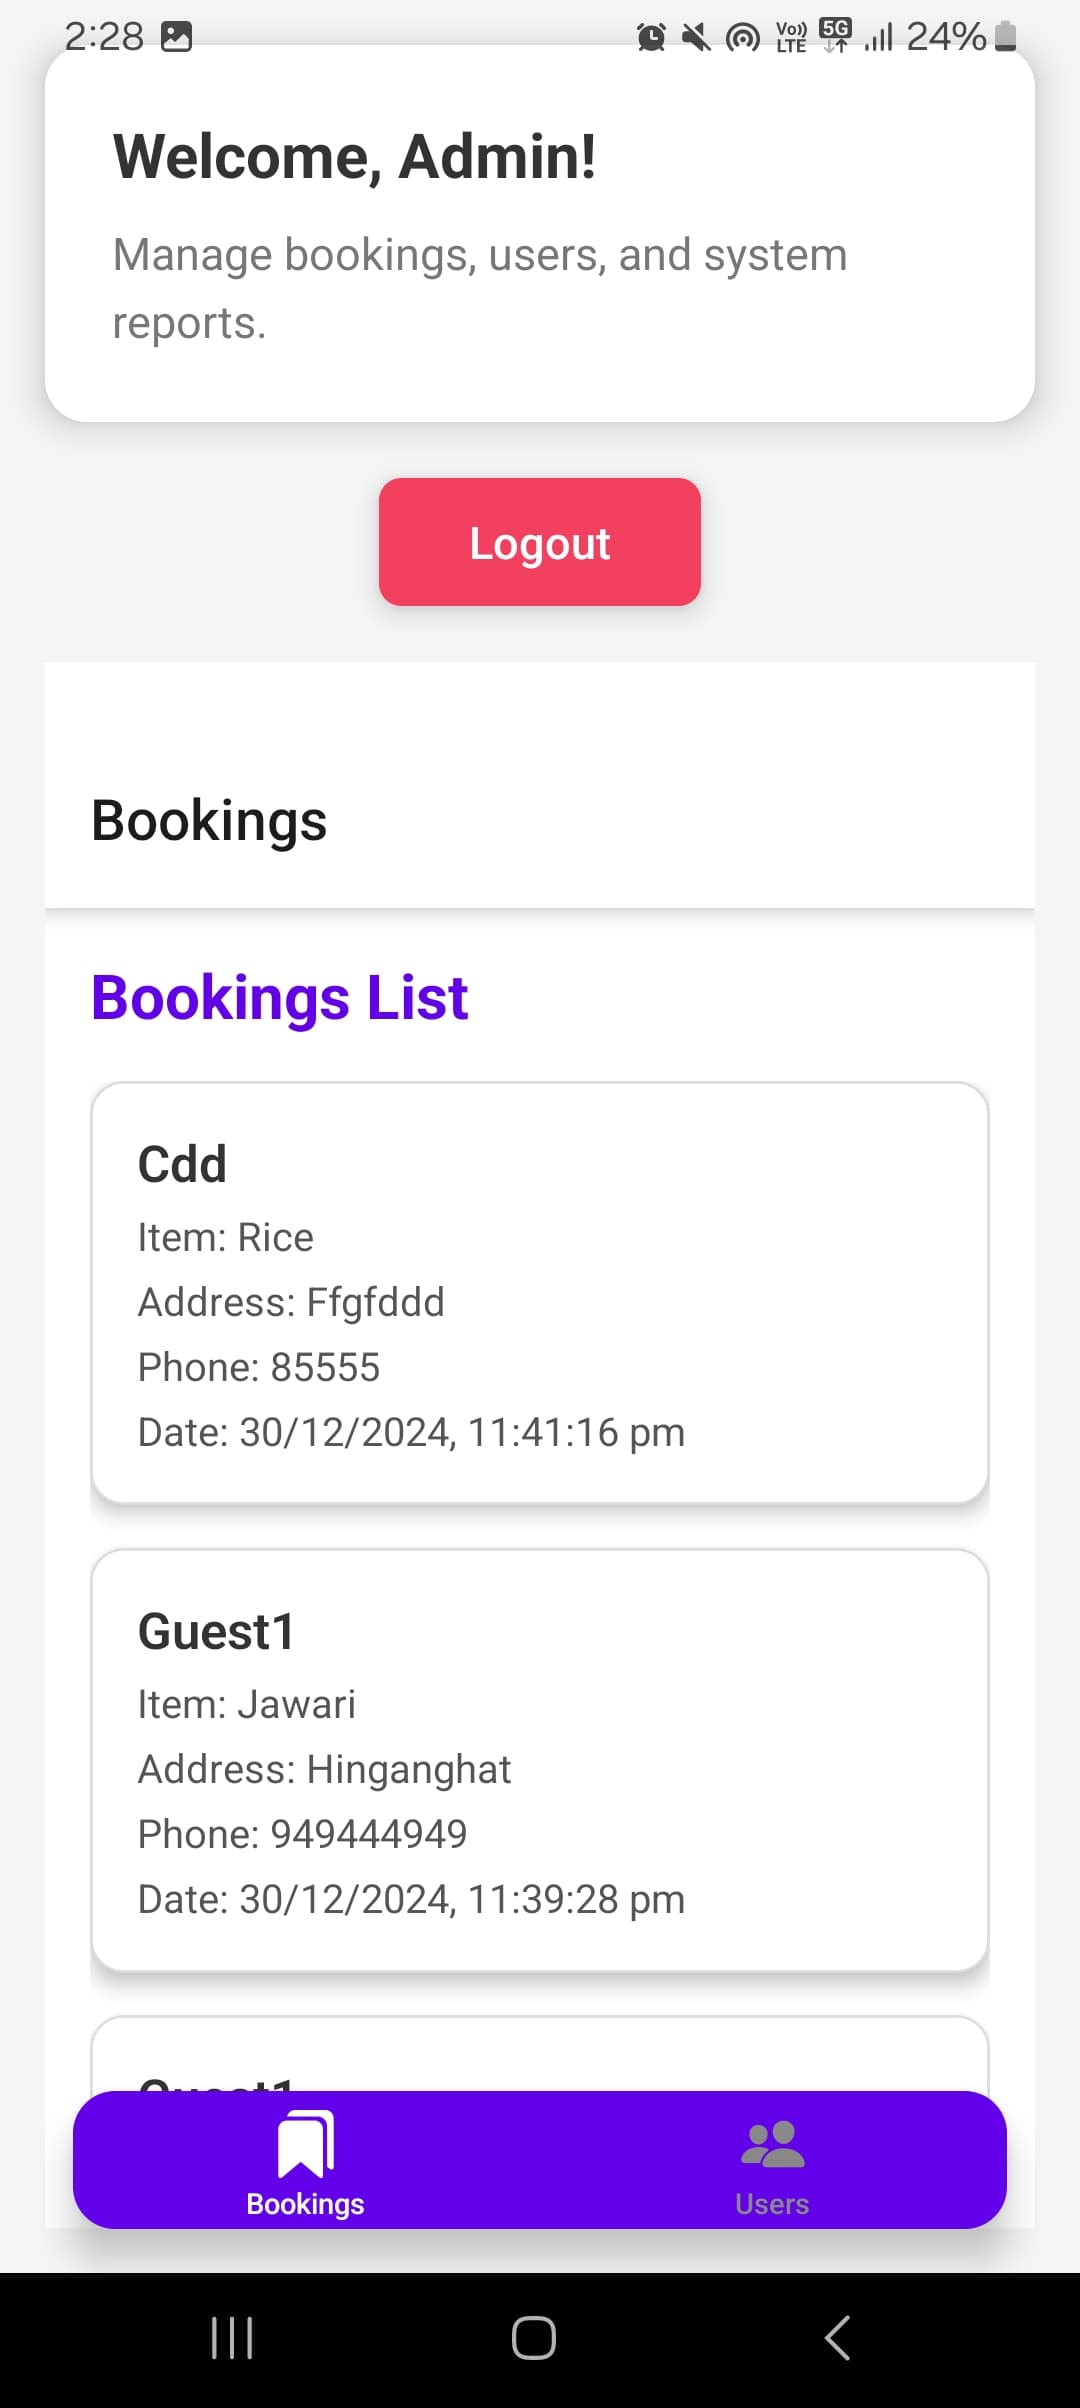 2:28
Vo)) LTE 5G 24%
Welcome, Admin!
Manage bookings, users, and system
reports.
Logout
Bookings
Bookings List
Cdd
Item: Rice
Address: Ffgfddd
Phone: 85555
Date: 30/12/2024, 11:41:16 pm
Guest1
Item: Jawari
Address: Hinganghat
Phone: 949444949
Date: 30/12/2024, 11:39:28 pm
Guest1
Bookings
Users